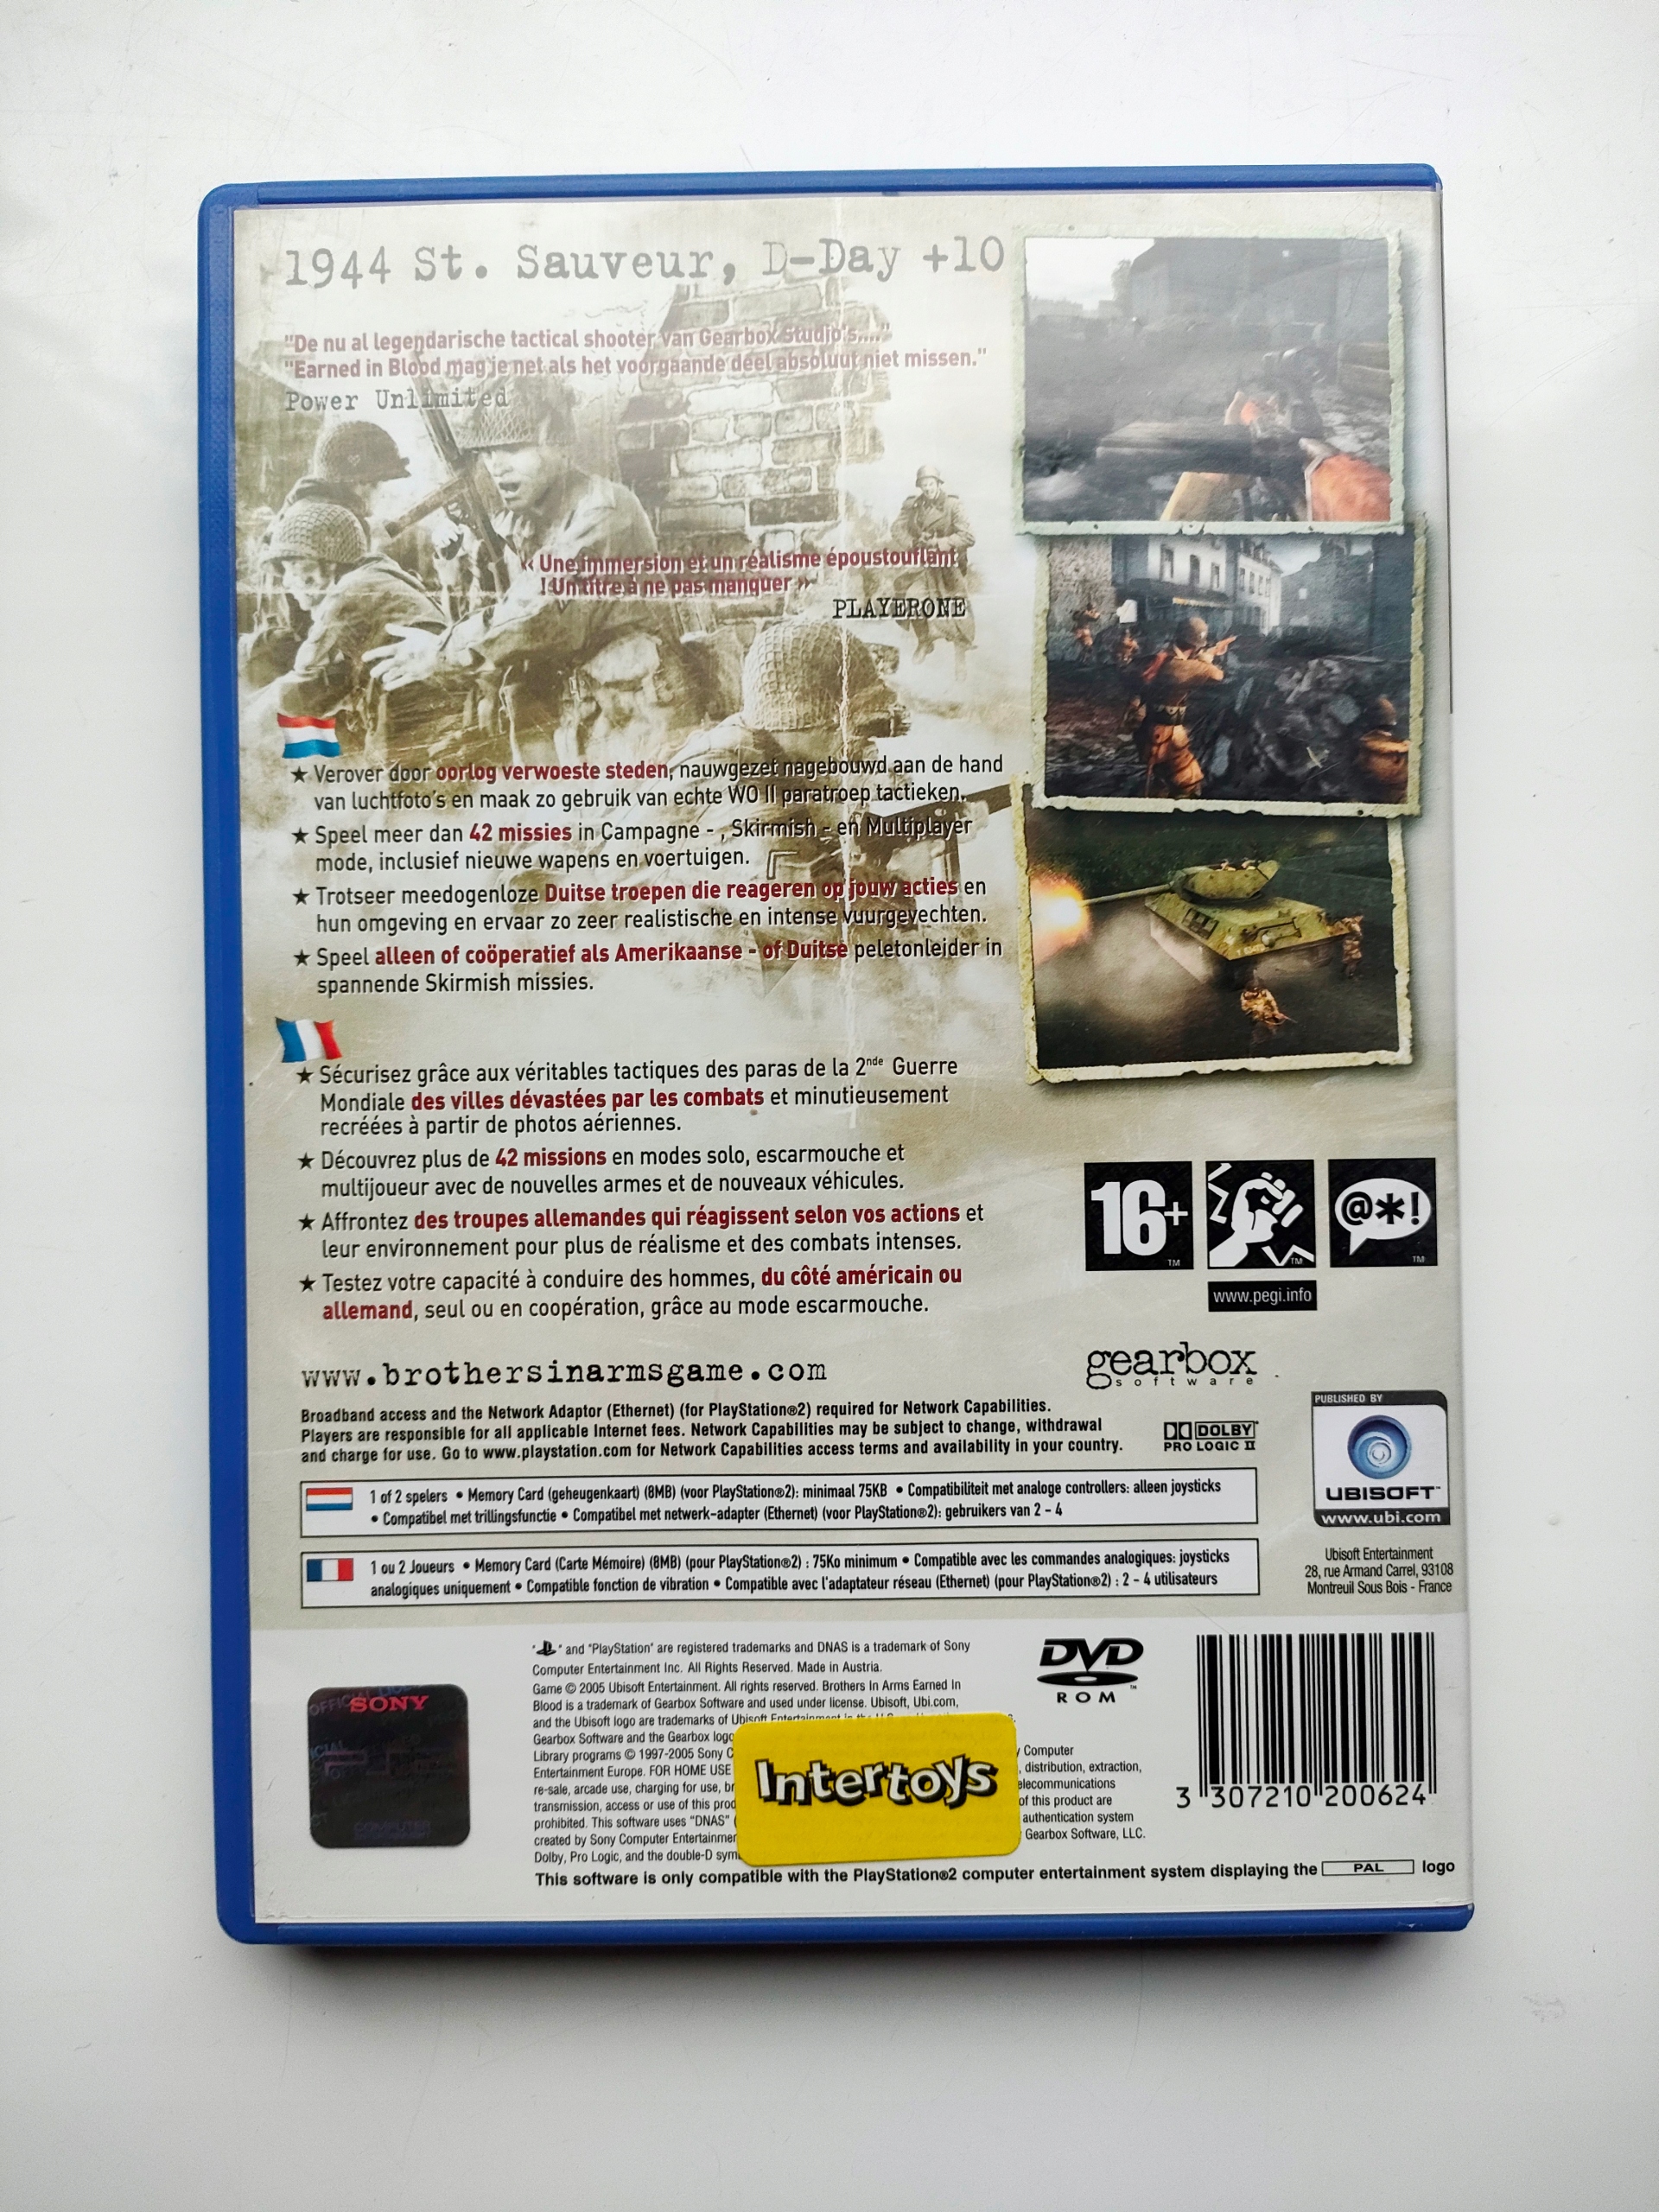 1944 St. Sauveur, D-Day +10
"De nu al legendarische tactical shooter van Gearbox Studio's...."
"Earned in Blood mag je net als het voorgaande deel absoluut niet missen."
Power Unlimited
« Une immersion et un réalisme époustouflant
! Un titre à ne pas manquer »
PLAYERONE
★ Verover door oorlog verwoeste steden, nauwgezet nagebouwd aan de hand
van luchtfoto's en maak zo gebruik van echte WO II paratroep tactieken.
★ Speel meer dan 42 missies in Campagne - , Skirmish - en Multiplayer
mode, inclusief nieuwe wapens en voertuigen.
★ Trotseer meedogenloze Duitse troepen die reageren op jouw acties en
hun omgeving en ervaar zo zeer realistische en intense vuurgevechten.
★ Speel alleen of coöperatief als Amerikaanse - of Duitse peletonleider in
spannende Skirmish missies.
★ Sécurisez grâce aux véritables tactiques des paras de la 2nde Guerre
Mondiale des villes dévastées par les combats et minutieusement
recréées à partir de photos aériennes.
★ Découvrez plus de 42 missions en modes solo, escarmouche et
multijoueur avec de nouvelles armes et de nouveaux véhicules.
★ Affrontez des troupes allemandes qui réagissent selon vos actions et
leur environnement pour plus de réalisme et des combats intenses.
★ Testez votre capacité à conduire des hommes, du côté américain ou
allemand, seul ou en coopération, grâce au mode escarmouche.
16+
TM
TM
@*!
TM
www.pegi.info
www.brothersinarmsgame.com
gearbox
software
Broadband access and the Network Adaptor (Ethernet) (for PlayStation®2) required for Network Capabilities.
Players are responsible for all applicable Internet fees. Network Capabilities may be subject to change, withdrawal
and charge for use. Go to www.playstation.com for Network Capabilities access terms and availability in your country.
DOLBY
PRO LOGIC II
PUBLISHED BY
UBISOFT™
www.ubi.com
1 of 2 spelers • Memory Card (geheugenkaart) (8MB) (voor PlayStation®2): minimaal 75KB • Compatibiliteit met analoge controllers: alleen joysticks
• Compatibel met trillingsfunctie • Compatibel met netwerk-adapter (Ethernet) (voor PlayStation®2): gebruikers van 2 - 4
1 ou 2 Joueurs • Memory Card (Carte Mémoire) (8MB) (pour PlayStation®2) : 75Ko minimum • Compatible avec les commandes analogiques: joysticks
analogiques uniquement • Compatible fonction de vibration • Compatible avec l'adaptateur réseau (Ethernet) (pour PlayStation®2) : 2 - 4 utilisateurs
Ubisoft Entertainment
28, rue Armand Carrel, 93108
Montreuil Sous Bois - France
SONY
COMPUTER
" " and "PlayStation" are registered trademarks and DNAS is a trademark of Sony
Computer Entertainment Inc. All Rights Reserved. Made in Austria.
Game © 2005 Ubisoft Entertainment. All rights reserved. Brothers In Arms Earned In
Blood is a trademark of Gearbox Software and used under license. Ubisoft, Ubi.com,
and the Ubisoft logo are trademarks of Ubisoft Entertainment in the
Gearbox Software and the Gearbox logo
Library programs © 1997-2005 Sony Computer
Entertainment Europe. FOR HOME USE , distribution, extraction,
re-sale, arcade use, charging for use,
transmission, access or use of this of this product are
prohibited. This software uses "DNAS" authentication system
created by Sony Computer Gearbox Software, LLC.
Dolby, Pro Logic, and the double-D
This software is only compatible with the PlayStation®2 computer entertainment system displaying the PAL logo
Intertoys
DVD
ROM
3 307210 200624